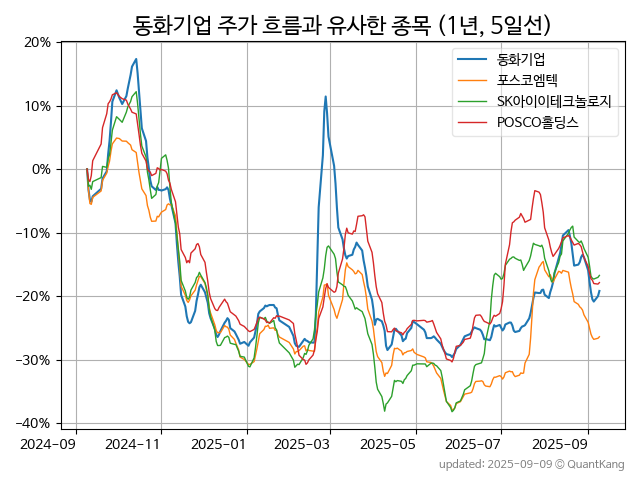 동화기업 주가 흐름과 유사한 종목 (1년, 5일선)
동화기업
포스코엠텍
SK아이이테크놀로지
POSCO홀딩스
20%
10%
0%
−10%
−20%
−30%
−40%
2024-09
2024-11
2025-01
2025-03
2025-05
2025-07
2025-09
updated: 2025-09-09 © QuantKang